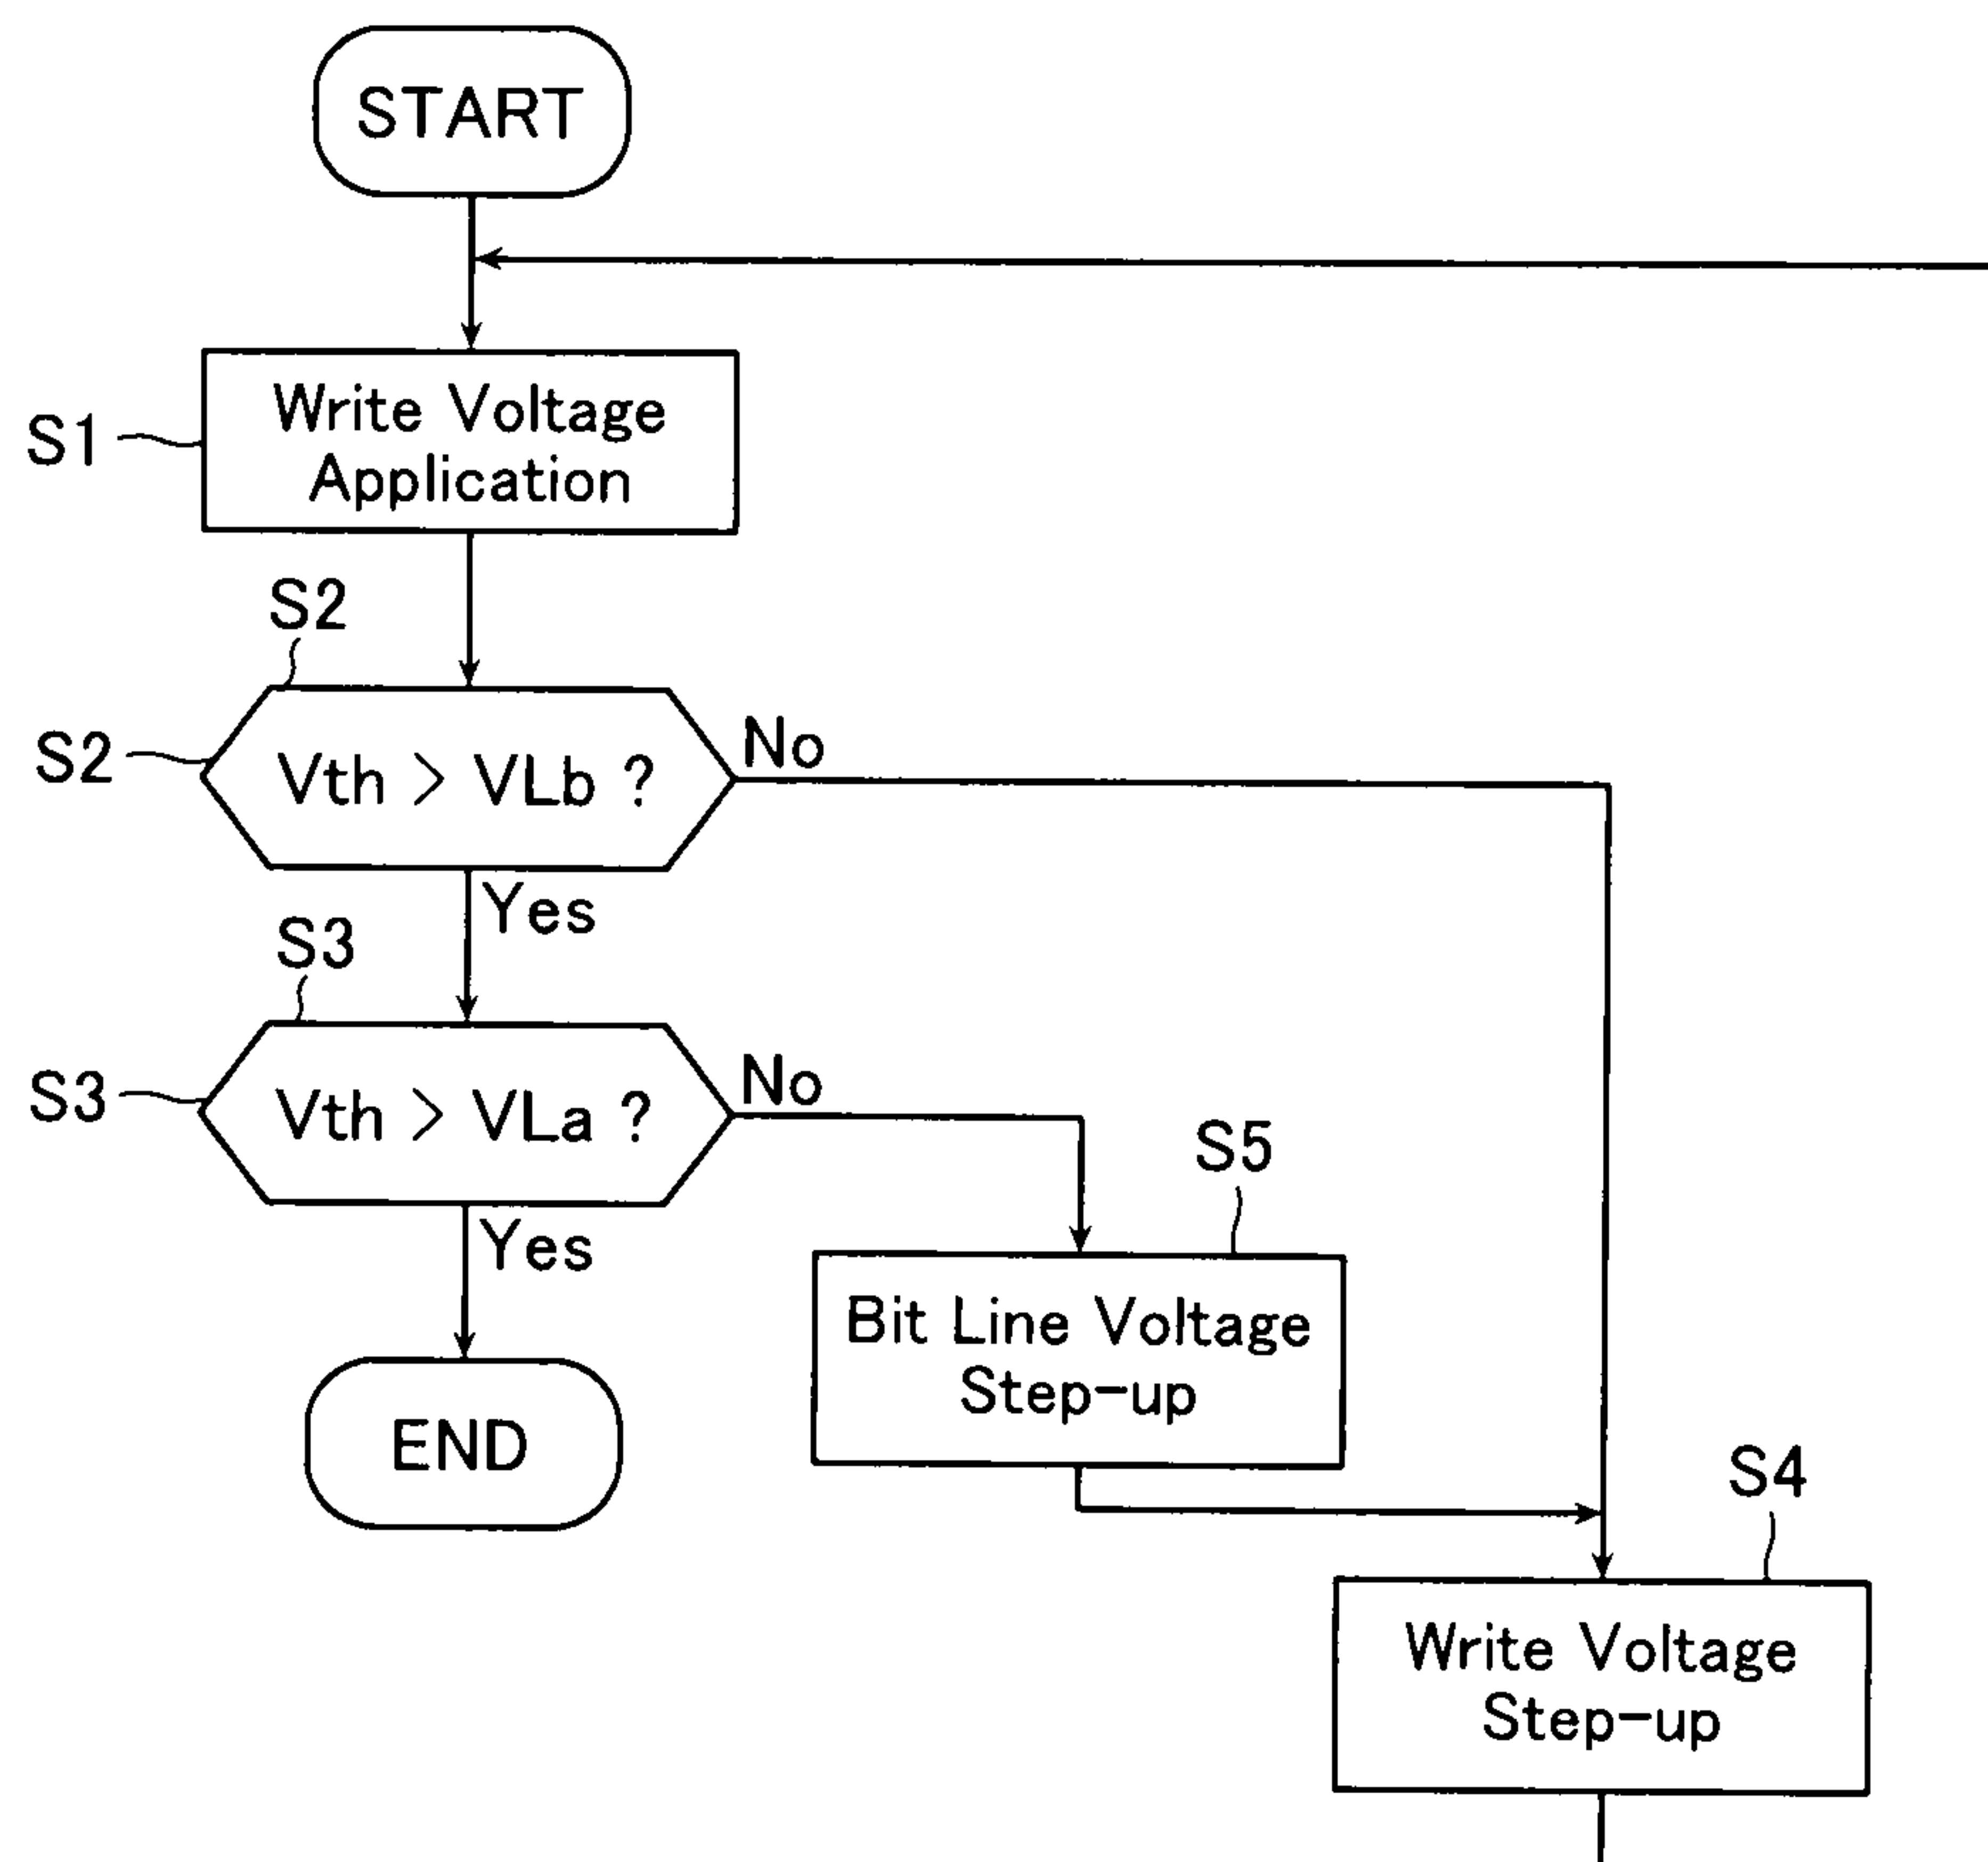 START
S1
Write Voltage
Application
S2
S2
Vth > VLb ?
No
Yes
S3
S3
Vth > VLa ?
No
Yes
S5
Bit Line Voltage
Step-up
END
S4
Write Voltage
Step-up